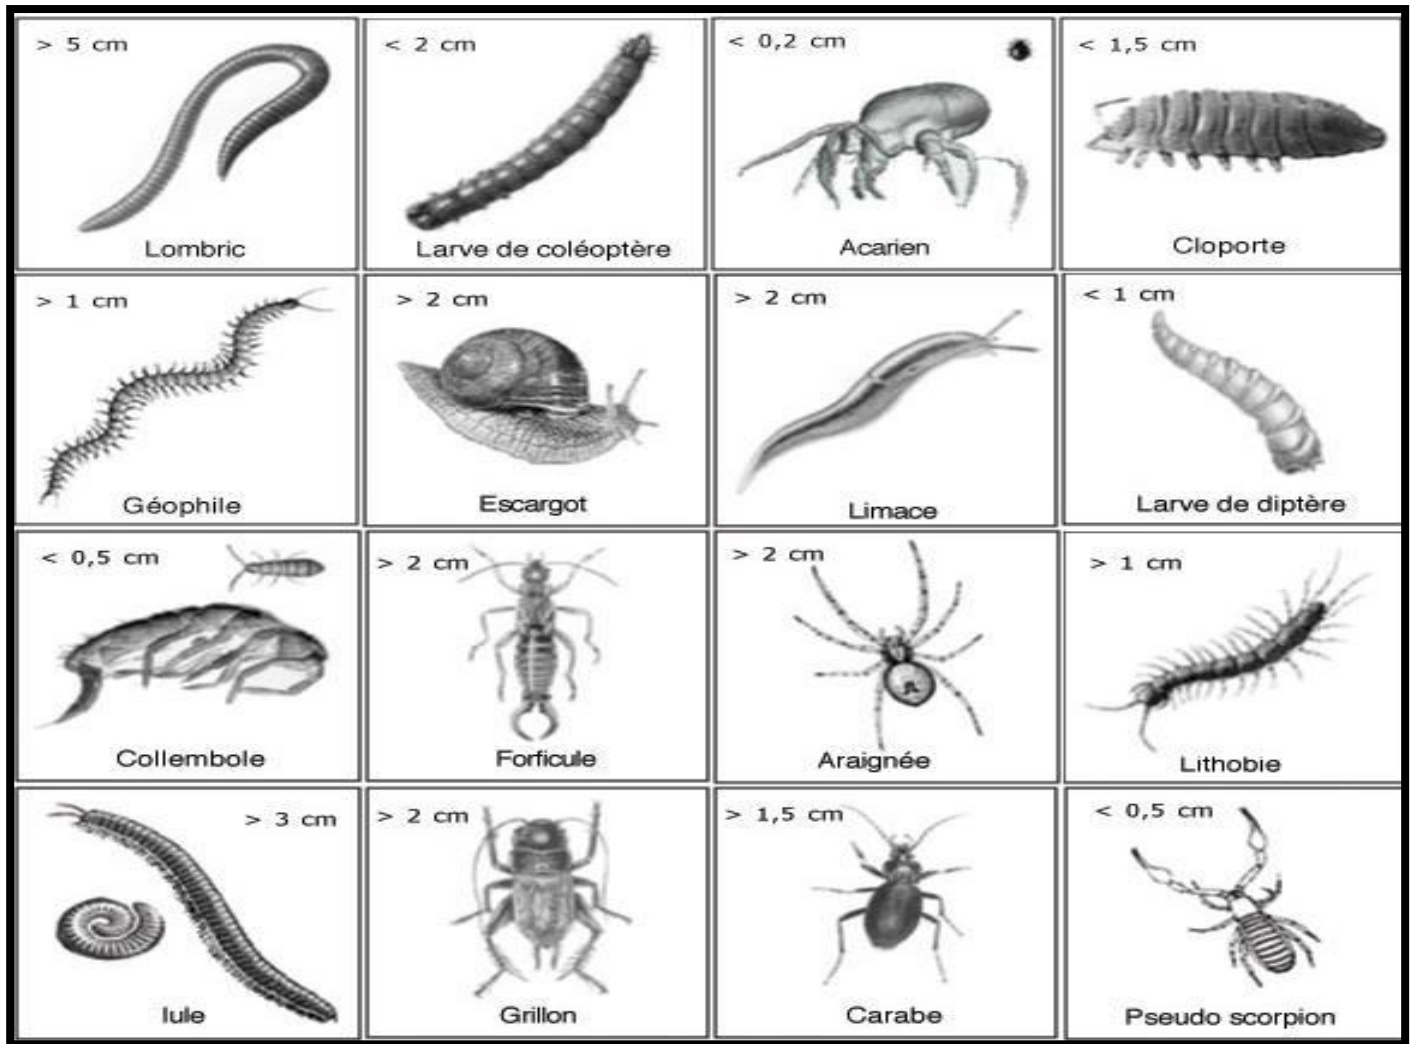 > 5 cm
Lombric
< 2 cm
Larve de coléoptère
< 0,2 cm
Acarien
< 1,5 cm
Cloporte
> 1 cm
Géophile
> 2 cm
Escargot
> 2 cm
Limace
< 1 cm
Larve de diptère
< 0,5 cm
Collembole
> 2 cm
Forficule
> 2 cm
Araignée
> 1 cm
Lithobie
> 3 cm
Iule
> 2 cm
Grillon
> 1,5 cm
Carabe
< 0,5 cm
Pseudo scorpion